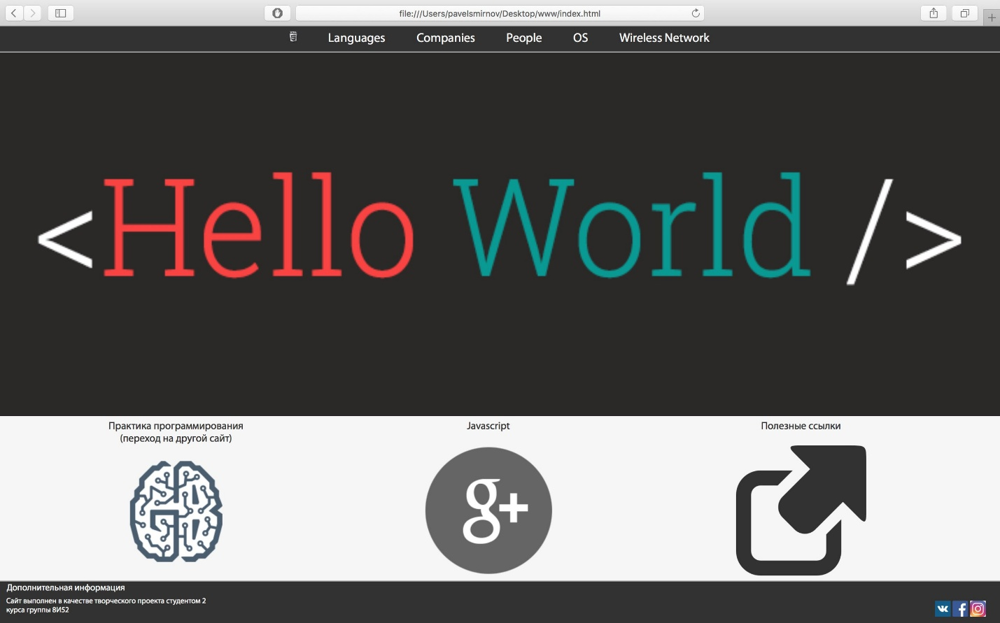 file:///Users/pavelsmirnov/Desktop/www/index.html
Languages Companies People OS Wireless Network
<Hello World />
Практика программирования
(переход на другой сайт)
Javascript
g+
Полезные ссылки
Дополнительная информация
Сайт выполнен в качестве творческого проекта студентом 2
курса группы 8И52